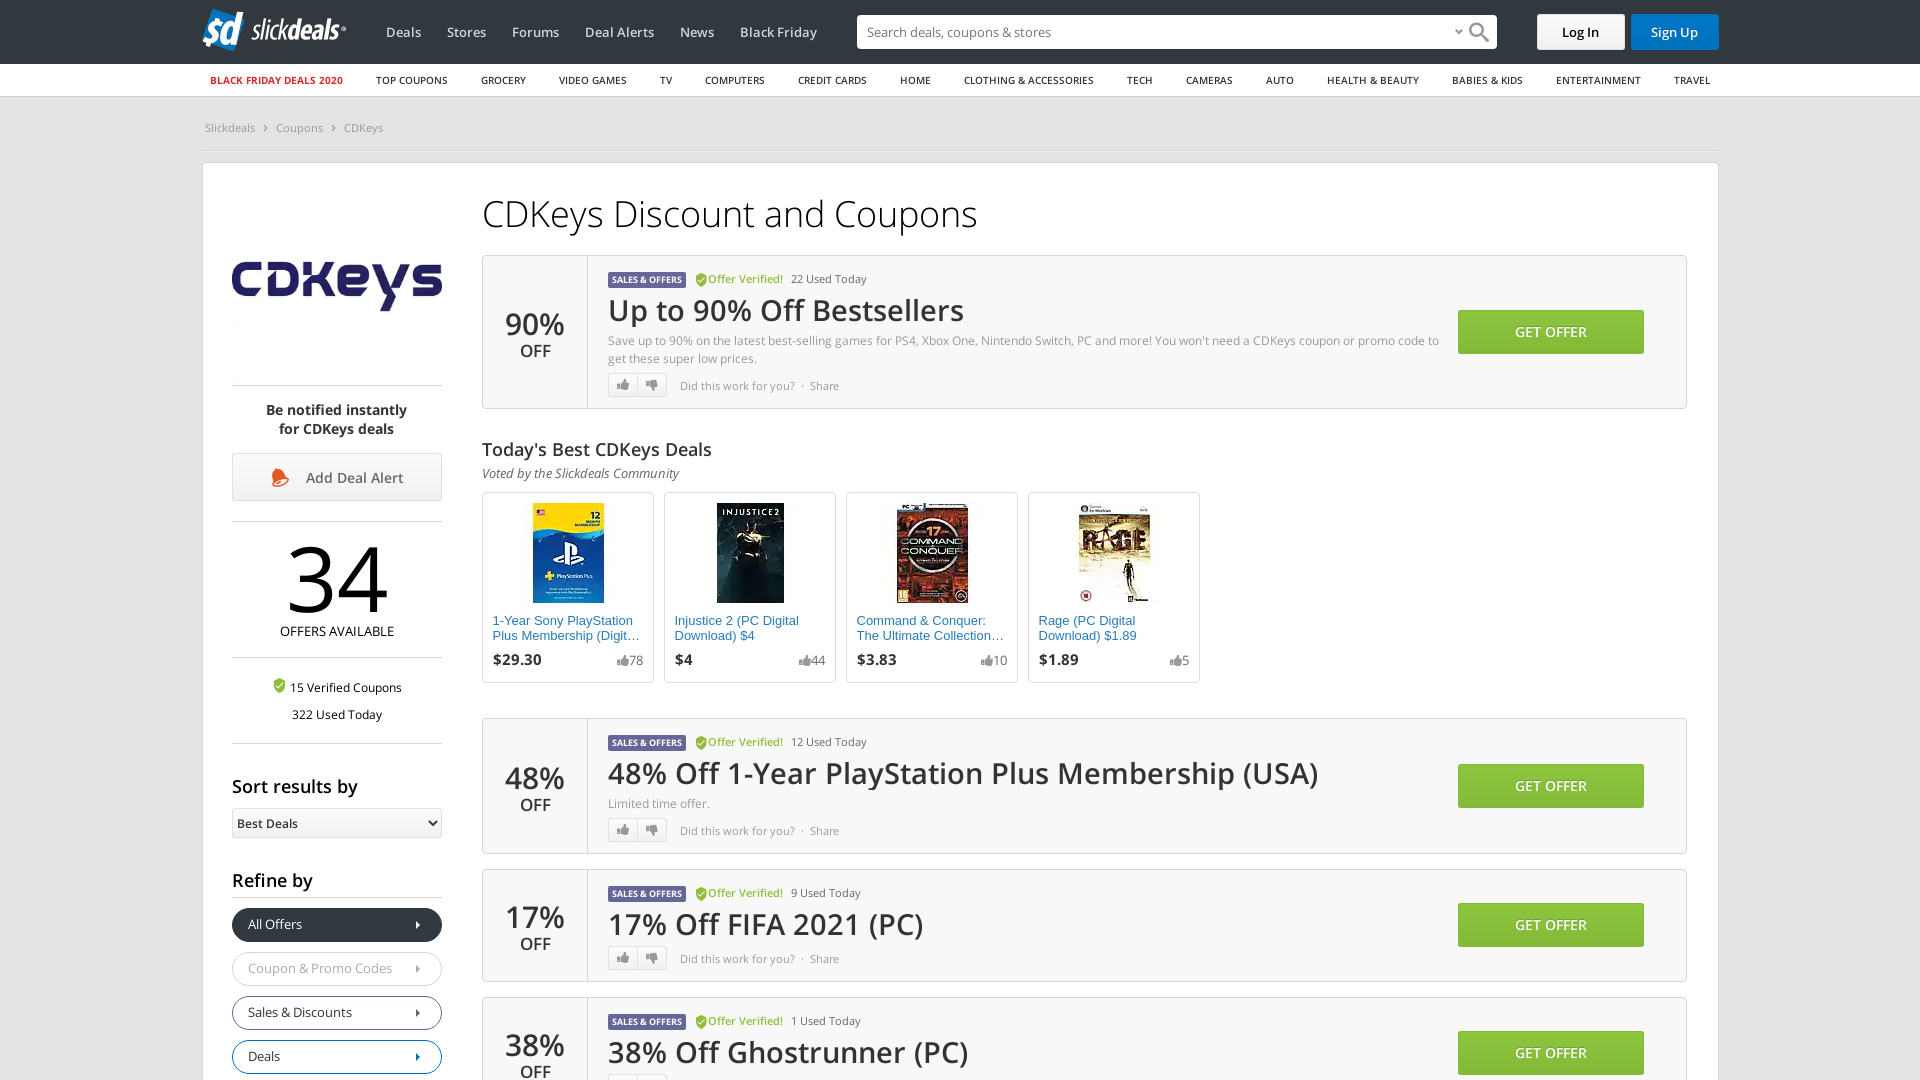 sd slickdeals
Deals
Stores
Forums
Deal Alerts
News
Black Friday
Search deals, coupons & stores
Log In
Sign Up
BLACK FRIDAY DEALS 2020
TOP COUPONS
GROCERY
VIDEO GAMES
TV
COMPUTERS
CREDIT CARDS
HOME
CLOTHING & ACCESSORIES
TECH
CAMERAS
AUTO
HEALTH & BEAUTY
BABIES & KIDS
ENTERTAINMENT
TRAVEL
Slickdeals › Coupons › CDKeys
CDKeys
Be notified instantly
for CDKeys deals
Add Deal Alert
34
OFFERS AVAILABLE
15 Verified Coupons
322 Used Today
Sort results by
Best Deals
Refine by
All Offers
Coupon & Promo Codes
Sales & Discounts
Deals
CDKeys Discount and Coupons
90%
OFF
SALES & OFFERS Offer Verified! 22 Used Today
Up to 90% Off Bestsellers
Save up to 90% on the latest best-selling games for PS4, Xbox One, Nintendo Switch, PC and more! You won't need a CDKeys coupon or promo code to
get these super low prices.
Did this work for you? · Share
GET OFFER
Today's Best CDKeys Deals
Voted by the Slickdeals Community
12
PlayStation Plus
1-Year Sony PlayStation
Plus Membership (Digit…
$29.30
78
INJUSTICE 2
Injustice 2 (PC Digital
Download) $4
$4
44
PC
17
COMMAND
CONQUER
Command & Conquer:
The Ultimate Collection…
$3.83
10
RAGE
Rage (PC Digital
Download) $1.89
$1.89
5
48%
OFF
SALES & OFFERS Offer Verified! 12 Used Today
48% Off 1-Year PlayStation Plus Membership (USA)
Limited time offer.
Did this work for you? · Share
GET OFFER
17%
OFF
SALES & OFFERS Offer Verified! 9 Used Today
17% Off FIFA 2021 (PC)
Did this work for you? · Share
GET OFFER
38%
OFF
SALES & OFFERS Offer Verified! 1 Used Today
38% Off Ghostrunner (PC)
GET OFFER